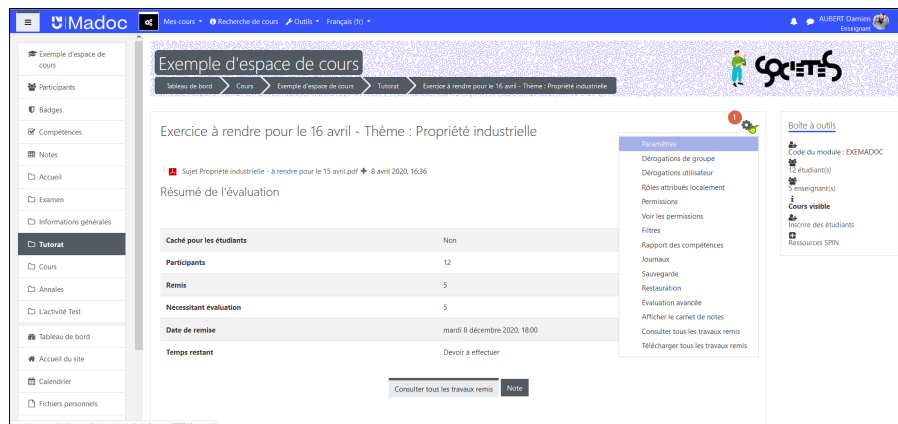 Madoc
Mes cours
Recherche de cours
Outils
Français (fr)
AUBERT Damien
Enseignant
Exemple d'espace de
cours
Participants
Badges
Compétences
Notes
Accueil
Examen
Informations générales
Tutorat
Cours
Annales
L'activité Test
Tableau de bord
Accueil du site
Calendrier
Fichiers personnels
Exemple d'espace de cours
Tableau de bord
Cours
Exemple d'espace de cours
Tutorat
Exercice à rendre pour le 16 avril - Thème : Propriété industrielle
SOCIETES
Exercice à rendre pour le 16 avril - Thème : Propriété industrielle
Sujet Propriété industrielle - à rendre pour le 15 avril.pdf
8 avril 2020, 16:36
Résumé de l'évaluation
Caché pour les étudiants Non
Participants 12
Remis 5
Nécessitant évaluation 5
Date de remise mardi 8 décembre 2020, 18:00
Temps restant Devoir à effectuer
Consulter tous les travaux remis
Note
1
Paramètres
Dérogations de groupe
Dérogations utilisateur
Rôles attribués localement
Permissions
Voir les permissions
Filtres
Rapport des compétences
Journaux
Sauvegarde
Restauration
Évaluation avancée
Afficher le carnet de notes
Consulter tous les travaux remis
Télécharger tous les travaux remis
Boîte à outils
Code du module : EXEMADOC
12 étudiant(s)
5 enseignant(s)
Cours visible
Inscrire des étudiants
Ressources SPIN